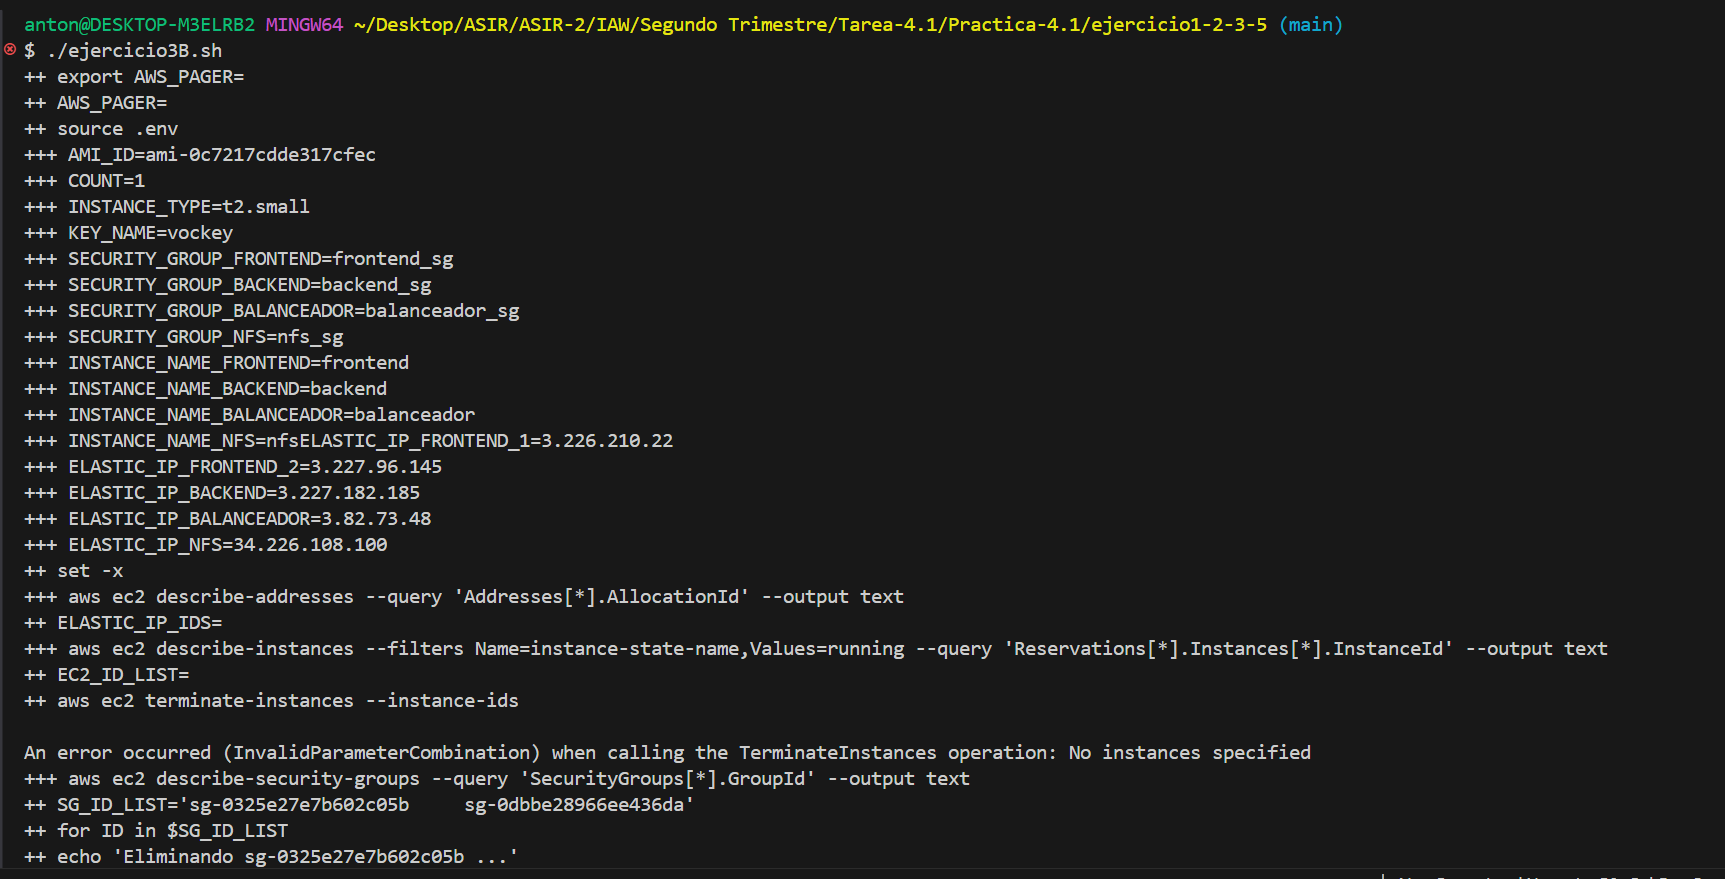 anton@DESKTOP-M3ELRB2 MINGW64 ~/Desktop/ASIR/ASIR-2/IAW/Segundo Trimestre/Tarea-4.1/Practica-4.1/ejercicio1-2-3-5 (main)
$ ./ejercicio3B.sh
++ export AWS_PAGER=
++ AWS_PAGER=
++ source .env
+++ AMI_ID=ami-0c7217cdde317cfec
+++ COUNT=1
+++ INSTANCE_TYPE=t2.small
+++ KEY_NAME=vockey
+++ SECURITY_GROUP_FRONTEND=frontend_sg
+++ SECURITY_GROUP_BACKEND=backend_sg
+++ SECURITY_GROUP_BALANCEADOR=balanceador_sg
+++ SECURITY_GROUP_NFS=nfs_sg
+++ INSTANCE_NAME_FRONTEND=frontend
+++ INSTANCE_NAME_BACKEND=backend
+++ INSTANCE_NAME_BALANCEADOR=balanceador
+++ INSTANCE_NAME_NFS=nfsELASTIC_IP_FRONTEND_1=3.226.210.22
+++ ELASTIC_IP_FRONTEND_2=3.227.96.145
+++ ELASTIC_IP_BACKEND=3.227.182.185
+++ ELASTIC_IP_BALANCEADOR=3.82.73.48
+++ ELASTIC_IP_NFS=34.226.108.100
++ set -x
+++ aws ec2 describe-addresses --query 'Addresses[*].AllocationId' --output text
++ ELASTIC_IP_IDS=
+++ aws ec2 describe-instances --filters Name=instance-state-name,Values=running --query 'Reservations[*].Instances[*].InstanceId' --output text
++ EC2_ID_LIST=
++ aws ec2 terminate-instances --instance-ids
An error occurred (InvalidParameterCombination) when calling the TerminateInstances operation: No instances specified
+++ aws ec2 describe-security-groups --query 'SecurityGroups[*].GroupId' --output text
++ SG_ID_LIST='sg-0325e27e7b602c05b     sg-0dbbe28966ee436da'
++ for ID in $SG_ID_LIST
++ echo 'Eliminando sg-0325e27e7b602c05b ...'